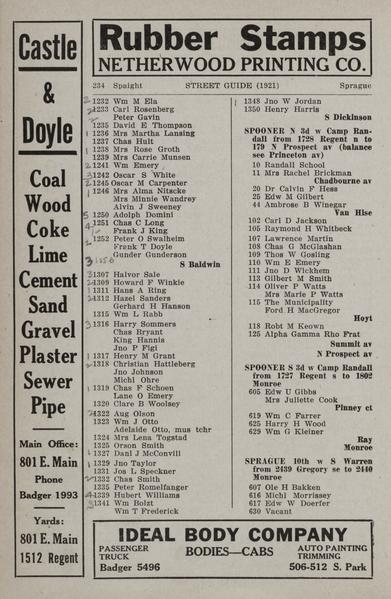 Castle
&
Doyle
Coal
Wood
Coke
Lime
Cement
Sand
Gravel
Plaster
Sewer
Pipe
Main Office:
801 E. Main
Phone
Badger 1993
Yards:
801 E. Main
1512 Regent
Rubber Stamps
NETHERWOOD PRINTING CO.
234 Spaight STREET GUIDE (1921) Sprague
1232 Wm M Ela
1233 Carl Rosenberg
Peter Gavin
1235 David E Thompson
1236 Mrs Martha Lansing
1237 Chas Hult
1238 Mrs Rose Groth
1239 Mrs Carrie Munsen
1241 Wm Emery
1242 Oscar S White
1245 Oscar M Carpenter
1246 Mrs Alma Nitscke
Mrs Minnie Wandrey
Alvin J Sweeney
1250 Adolph Domini
1251 Chas C Long
Frank J King
1252 Peter O Swalheim
Frank T Doyle
Gunder Gunderson
S Baldwin
1307 Halvor Sale
1309 Howard F Winkie
1311 Hans A Ring
1312 Hazel Sanders
Gerhard H Hanson
1315 Wm L Rabb
1316 Harry Sommers
Chas Bryant
King Hannis
Jno P Figi
1317 Henry M Grant
1318 Christian Hattleberg
Jno Johnson
Michl Ohre
1319 Chas F Schoen
Lane O Emery
1320 Clare B Woolsey
1322 Aug Olson
1323 Wm J Otto
Adelaide Otto, mus tchr
1324 Mrs Lena Togstad
1325 Orson Smith
1327 Danl J McConvill
1329 Jno Taylor
1331 Jos L Speckner
1332 Chas Smith
1335 Peter Romelfanger
1339 Hubert Williams
1341 Wm Bolzt
Wm T Frederick
1348 Jno W Jordan
1350 Henry Harris
S Dickinson
SPOONER N 3d w Camp Ran-
dall from 1728 Regent n to
179 N Prospect av (balance
see Princeton av)
10 Randall School
11 Mrs Rachel Brickman
Chadbourne av
20 Dr Calvin F Hess
25 Edw M Gilbert
44 Ambrose B Winegar
Van Hise
102 Carl D Jackson
105 Raymond H Whitbeck
107 Lawrence Martin
108 Chas G McGlashan
109 Thos W Gosling
110 Wm E Emery
111 Jno D Wickhem
113 Gilbert M Smith
114 Oliver P Watts
Mrs Marie P Watts
115 The Municipality
Ford H MacGregor
Hoyt
118 Robt M Keown
125 Alpha Gamma Rho Frat
Summit av
N Prospect av
SPOONER S 3d w Camp Randall
from 1727 Regent s to 1802
Monroe
605 Edw U Gibbs
Mrs Juliette Cook
Pinney ct
619 Wm C Farrer
625 Harry H Wood
629 Wm G Kleiner
Ray
Monroe
SPRAGUE 10th w S Warren
from 2439 Gregory se to 2440
Monroe
607 Ole H Bakken
616 Michl Morrissey
617 Edw W Doerfer
630 Vacant
IDEAL BODY COMPANY
PASSENGER
TRUCK
BODIES—CABS
AUTO PAINTING
TRIMMING
Badger 5496
506-512 S. Park